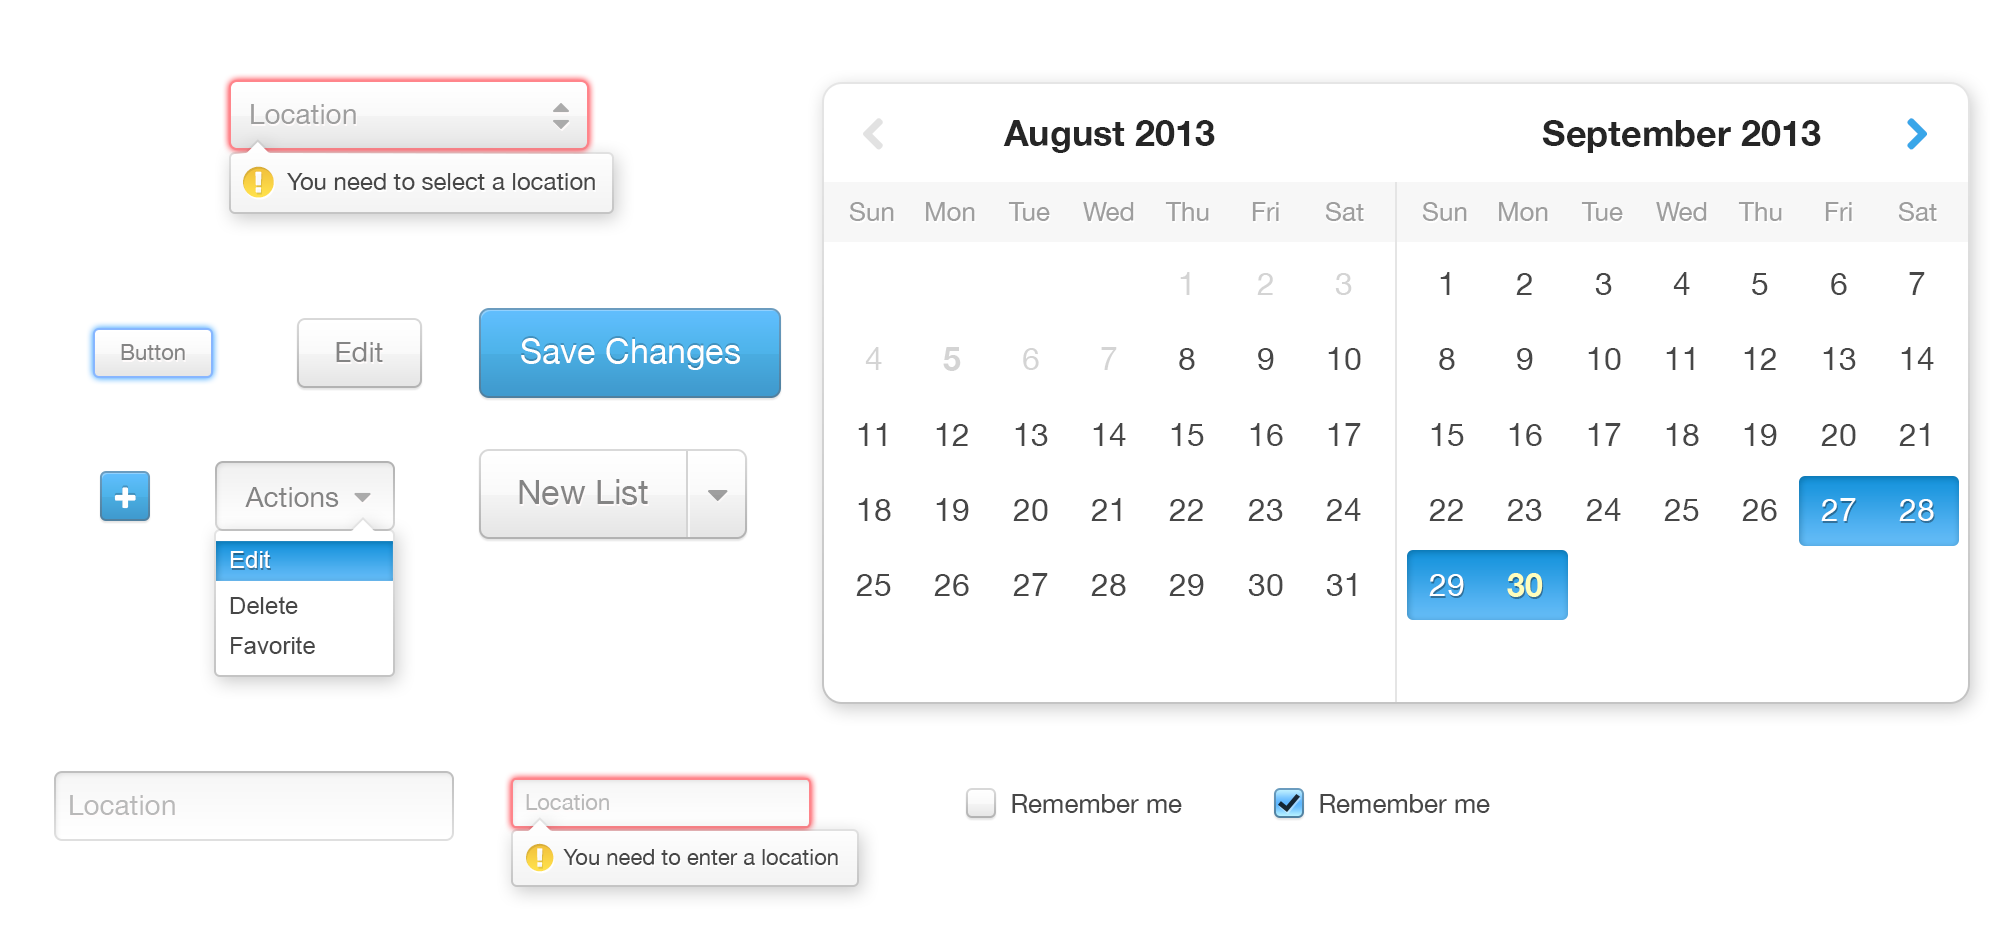 Location
You need to select a location
Button
Edit
Save Changes
Actions
New List
Edit
Delete
Favorite
August 2013
September 2013
Sun Mon Tue Wed Thu Fri Sat
1 2 3
4 5 6 7 8 9 10
11 12 13 14 15 16 17
18 19 20 21 22 23 24
25 26 27 28 29 30 31
Sun Mon Tue Wed Thu Fri Sat
1 2 3 4 5 6 7
8 9 10 11 12 13 14
15 16 17 18 19 20 21
22 23 24 25 26 27 28
29 30
Location
Location
You need to enter a location
Remember me
Remember me